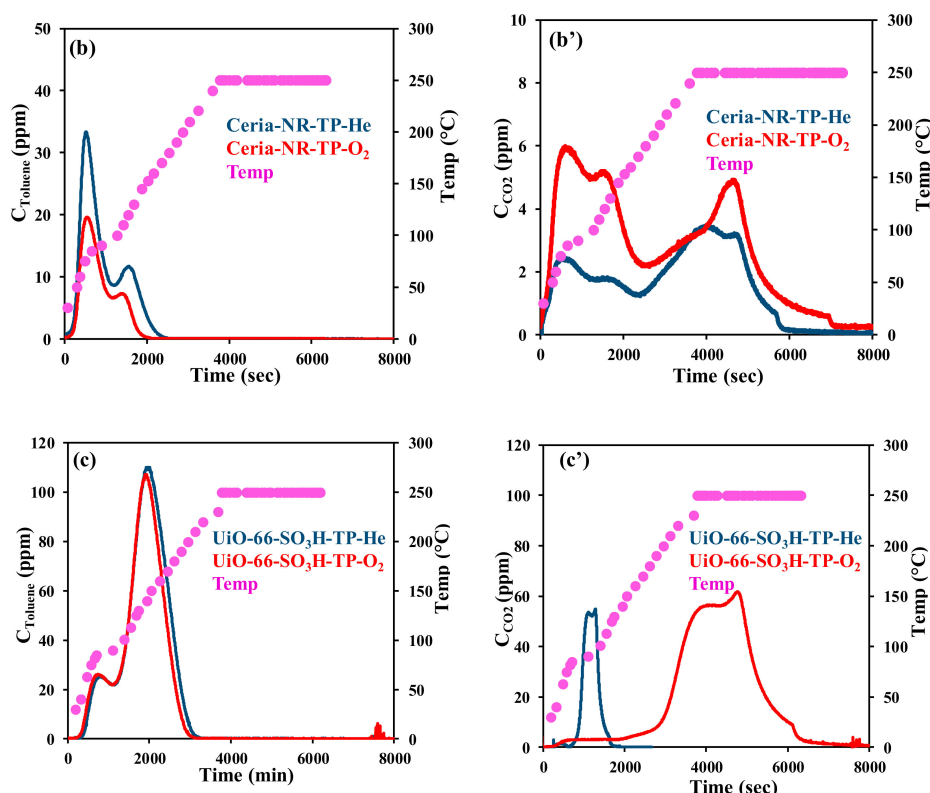 (b)
50
40
30
20
10
0
C_Toluene (ppm)
300
250
200
150
100
50
0
Temp (°C)
Ceria-NR-TP-He
Ceria-NR-TP-O₂
Temp
0 2000 4000 6000 8000
Time (sec)
(b’)
10
8
6
4
2
0
C_CO2 (ppm)
300
250
200
150
100
50
0
Temp (°C)
Ceria-NR-TP-He
Ceria-NR-TP-O₂
Temp
0 2000 4000 6000 8000
Time (sec)
(c)
120
100
80
60
40
20
0
C_Toluene (ppm)
300
250
200
150
100
50
0
Temp (°C)
UiO-66-SO₃H-TP-He
UiO-66-SO₃H-TP-O₂
Temp
0 2000 4000 6000 8000
Time (min)
(c’)
120
100
80
60
40
20
0
C_CO2 (ppm)
300
250
200
150
100
50
0
Temp (°C)
UiO-66-SO₃H-TP-He
UiO-66-SO₃H-TP-O₂
Temp
0 2000 4000 6000 8000
Time (sec)